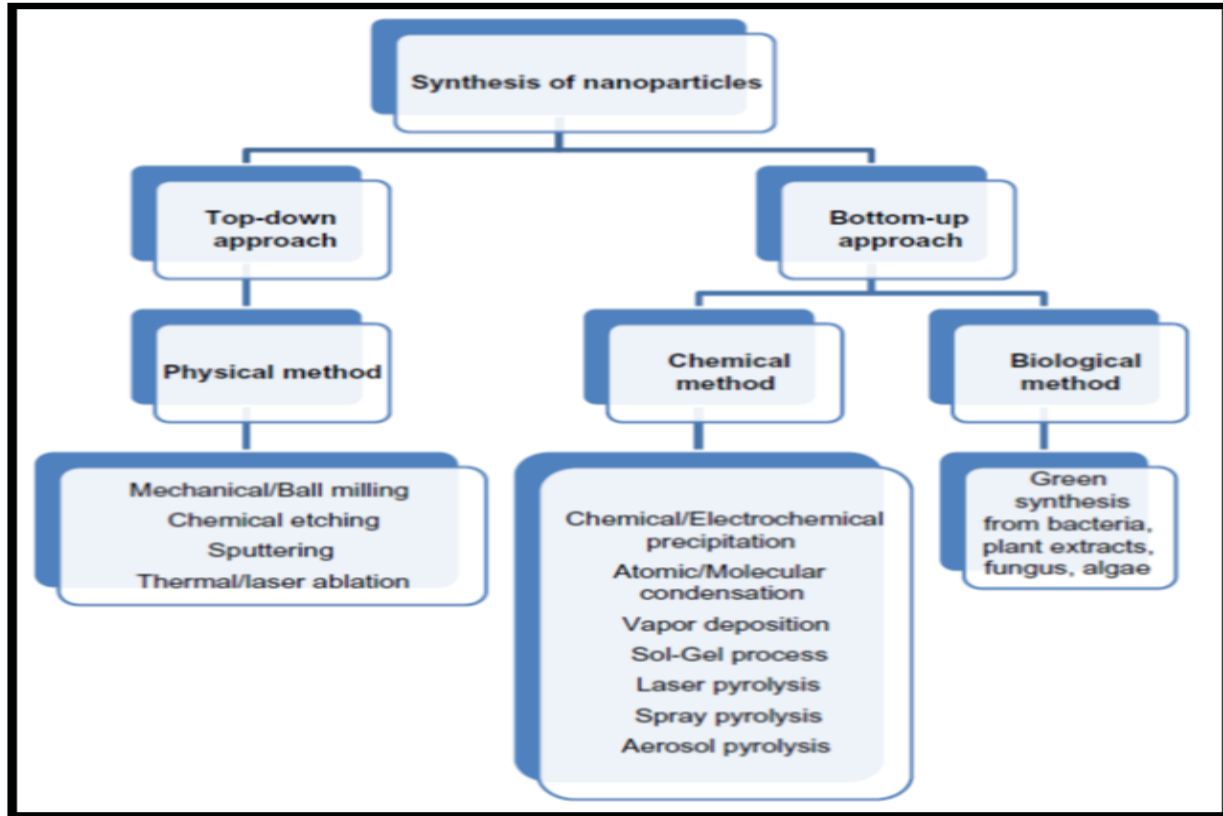 Synthesis of nanoparticles
Top-down
approach
Bottom-up
approach
Physical method
Chemical
method
Biological
method
Mechanical/Ball milling
Chemical etching
Sputtering
Thermal/laser ablation
Chemical/Electrochemical
precipitation
Atomic/Molecular
condensation
Vapor deposition
Sol-Gel process
Laser pyrolysis
Spray pyrolysis
Aerosol pyrolysis
Green
synthesis
from bacteria,
plant extracts,
fungus, algae